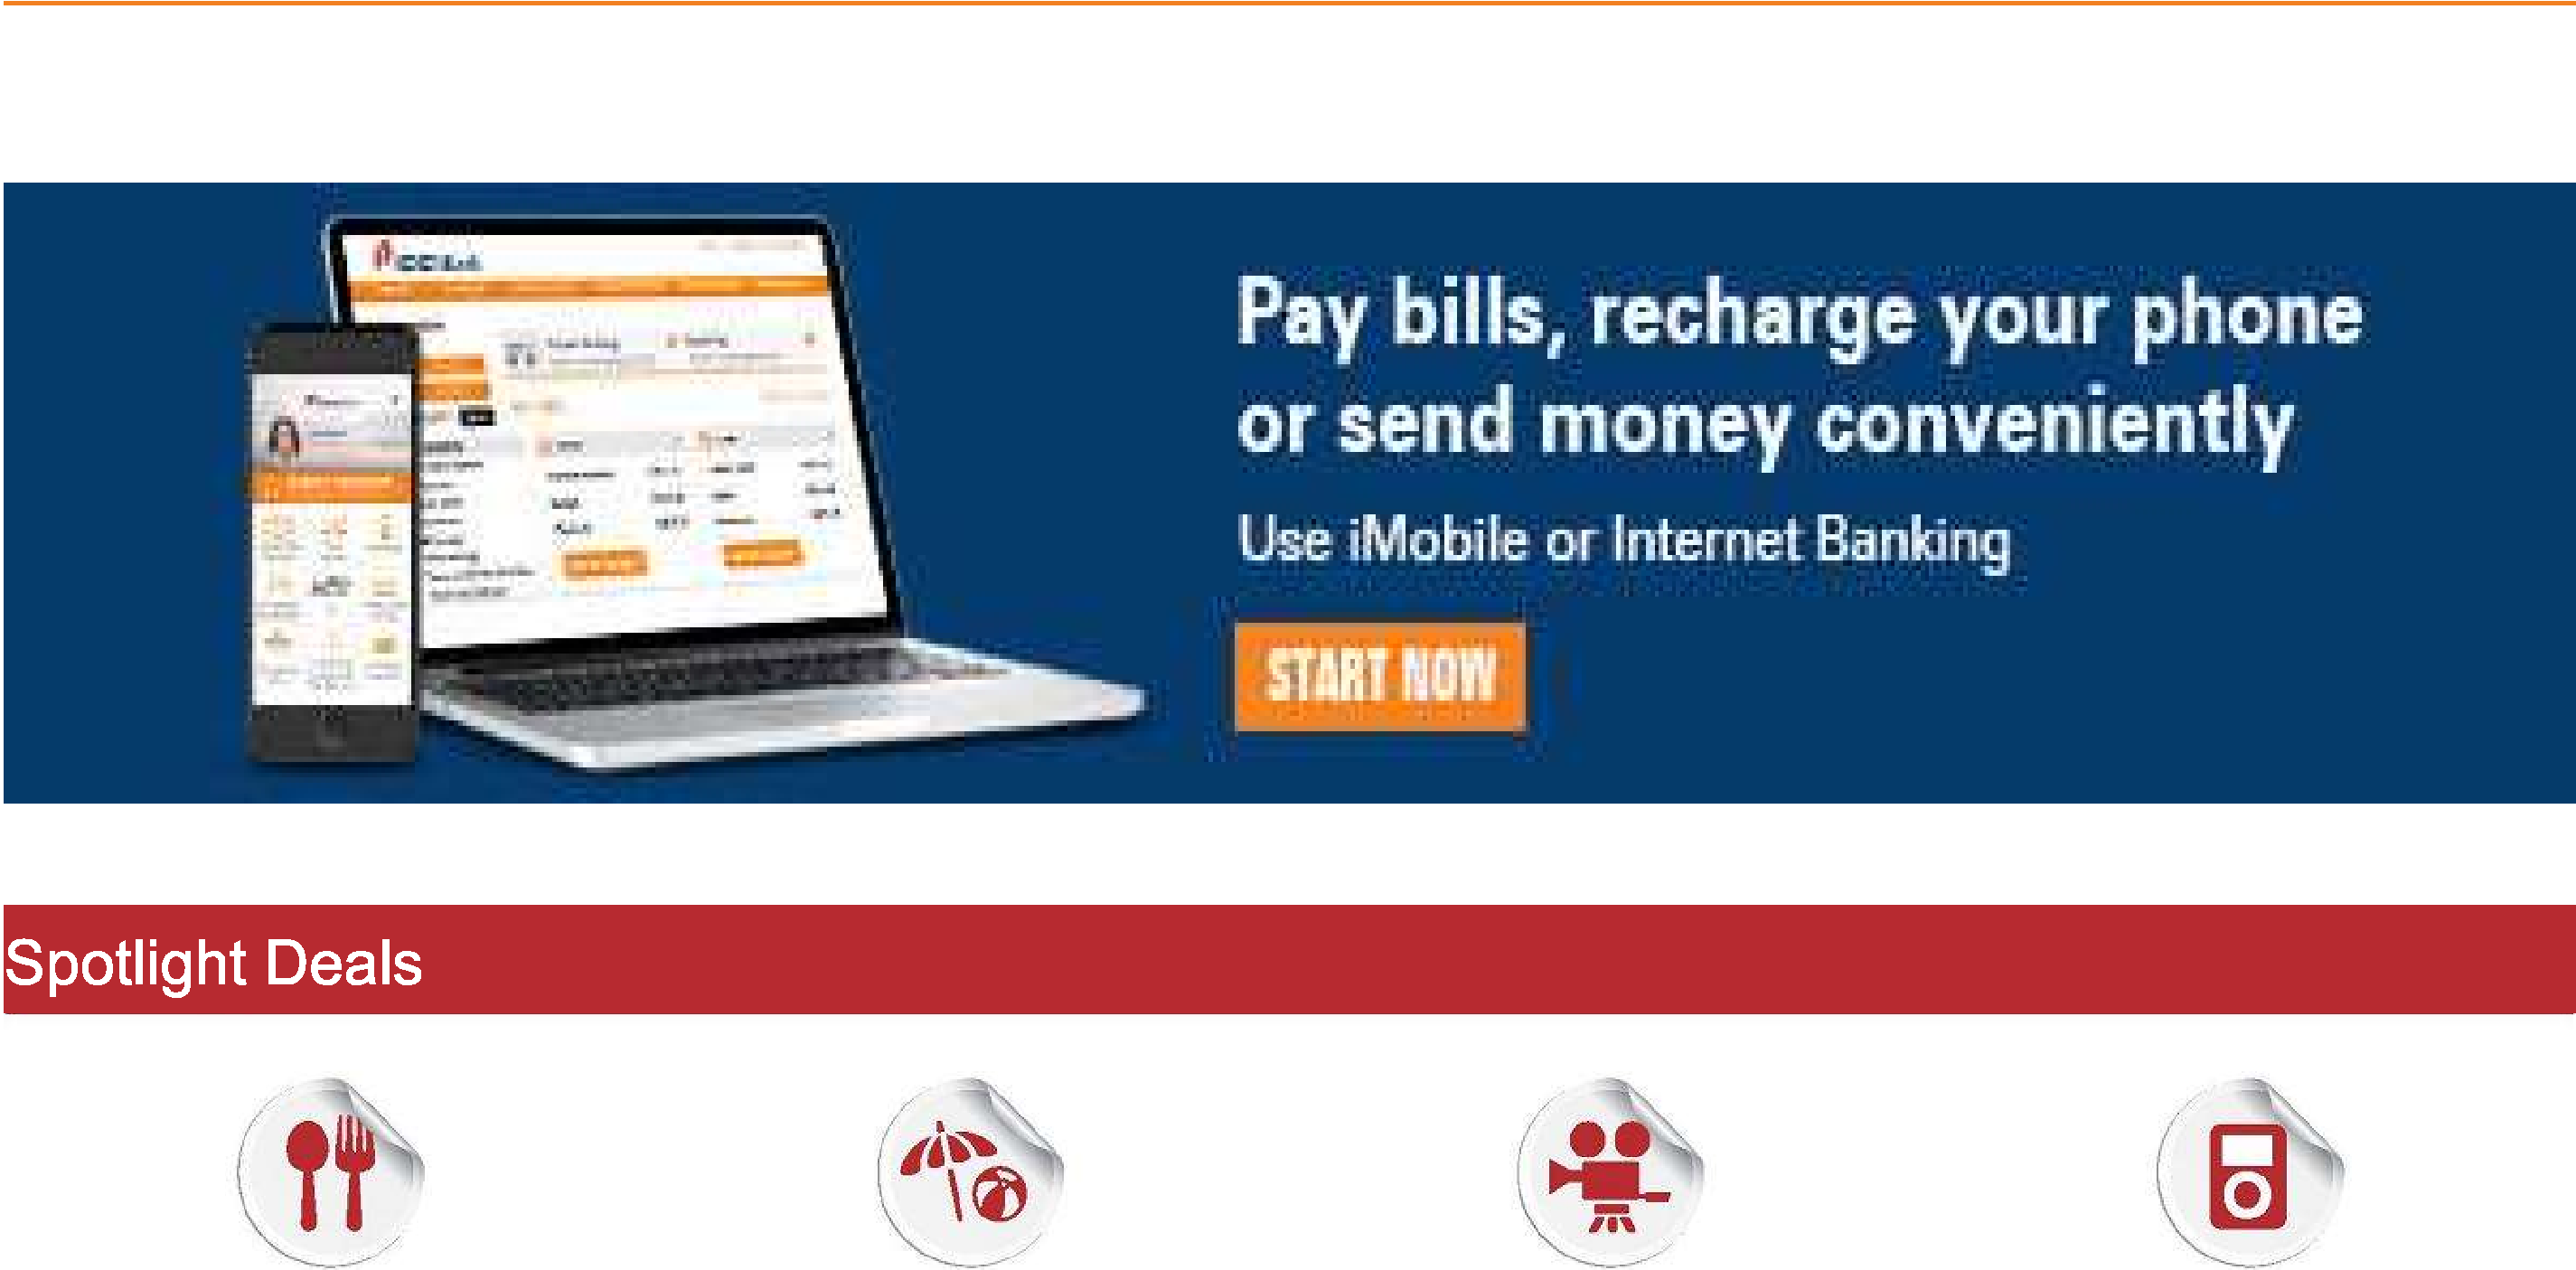 Pay bills, recharge your phone
or send money conveniently
Use iMobile or Internet Banking
START NOW
Spotlight Deals